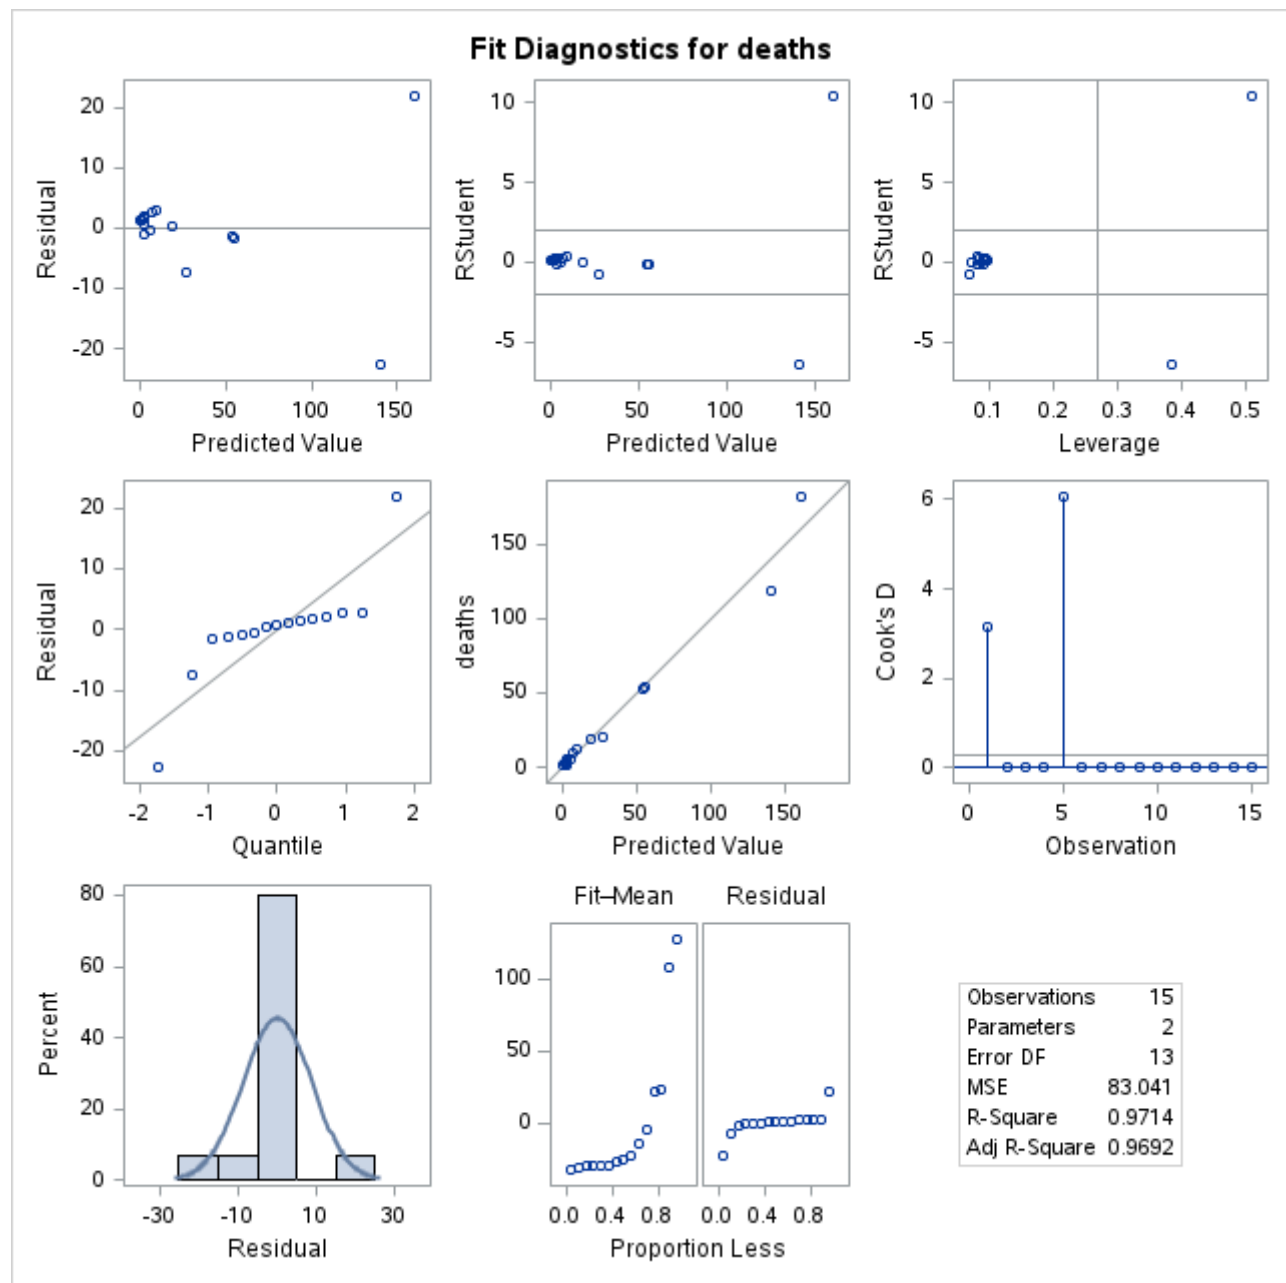 Fit Diagnostics for deaths
Residual
20
10
0
-10
-20
0 50 100 150
Predicted Value
RStudent
10
5
0
-5
0 50 100 150
Predicted Value
RStudent
10
5
0
-5
0.1 0.2 0.3 0.4 0.5
Leverage
Residual
20
10
0
-10
-20
-2 -1 0 1 2
Quantile
deaths
150
100
50
0
0 50 100 150
Predicted Value
Cook's D
6
4
2
0
0 5 10 15
Observation
Percent
80
60
40
20
0
-30 -10 10 30
Residual
Fit–Mean Residual
100
50
0
0.0 0.4 0.8 0.0 0.4 0.8
Proportion Less
Observations 15
Parameters 2
Error DF 13
MSE 83.041
R-Square 0.9714
Adj R-Square 0.9692